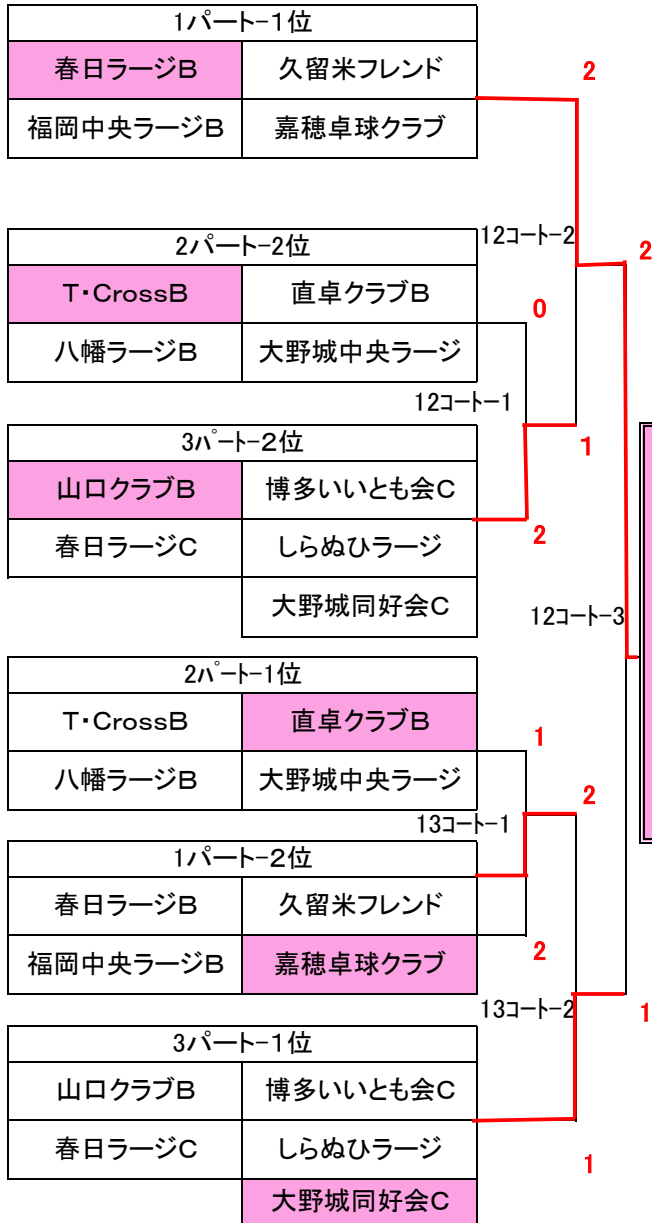 1パート-1位
春日ラージB 久留米フレンド
2
福岡中央ラージB 嘉穂卓球クラブ
12コート-2
2パート-2位
2
T・CrossB 直卓クラブB
0
八幡ラージB 大野城中央ラージ
12コート-1
3パート-2位
1
山口クラブB 博多いいとも会C
春日ラージC しらぬひラージ
2
大野城同好会C
12コート-3
2パート-1位
T・CrossB 直卓クラブB
1
八幡ラージB 大野城中央ラージ
2
13コート-1
1パート-2位
春日ラージB 久留米フレンド
福岡中央ラージB 嘉穂卓球クラブ
2
13コート-2
1
3パート-1位
山口クラブB 博多いいとも会C
春日ラージC しらぬひラージ
1
大野城同好会C